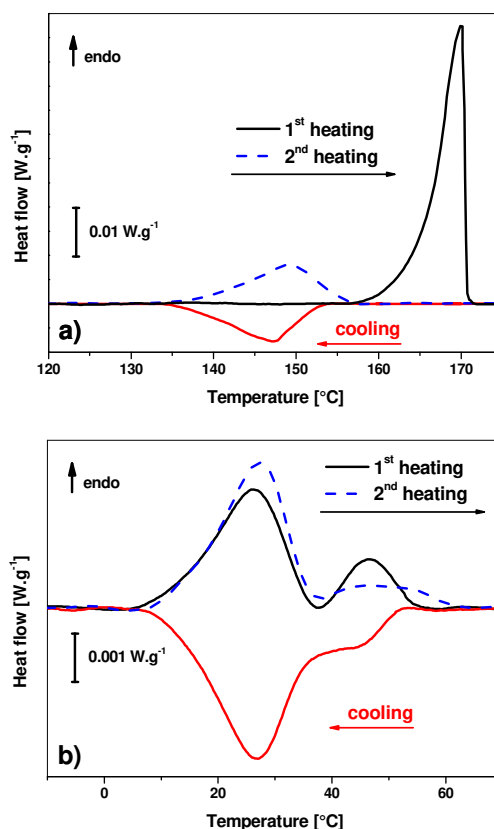 endo
1st heating
2nd heating
Heat flow [W.g-1]
0.01 W.g-1
cooling
a)
120 130 140 150 160 170
Temperature [°C]
endo
1st heating
2nd heating
Heat flow [W.g-1]
0.001 W.g-1
cooling
b)
0 20 40 60
Temperature [°C]